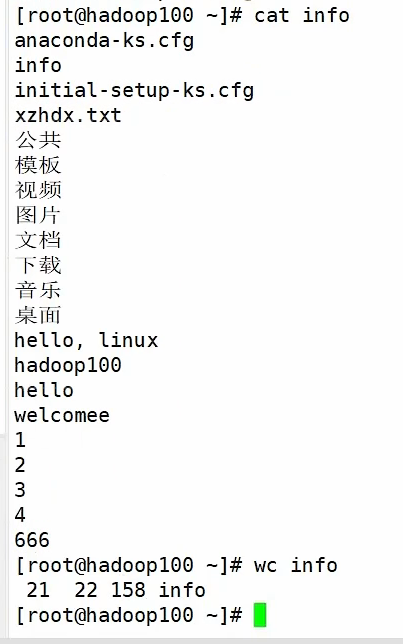 [root@hadoop100 ~]# cat info
anaconda-ks.cfg
info
initial-setup-ks.cfg
xzhdx.txt
公共
模板
视频
图片
文档
下载
音乐
桌面
hello, linux
hadoop100
hello
welcomee
1
2
3
4
666
[root@hadoop100 ~]# wc info
 21  22 158 info
[root@hadoop100 ~]#